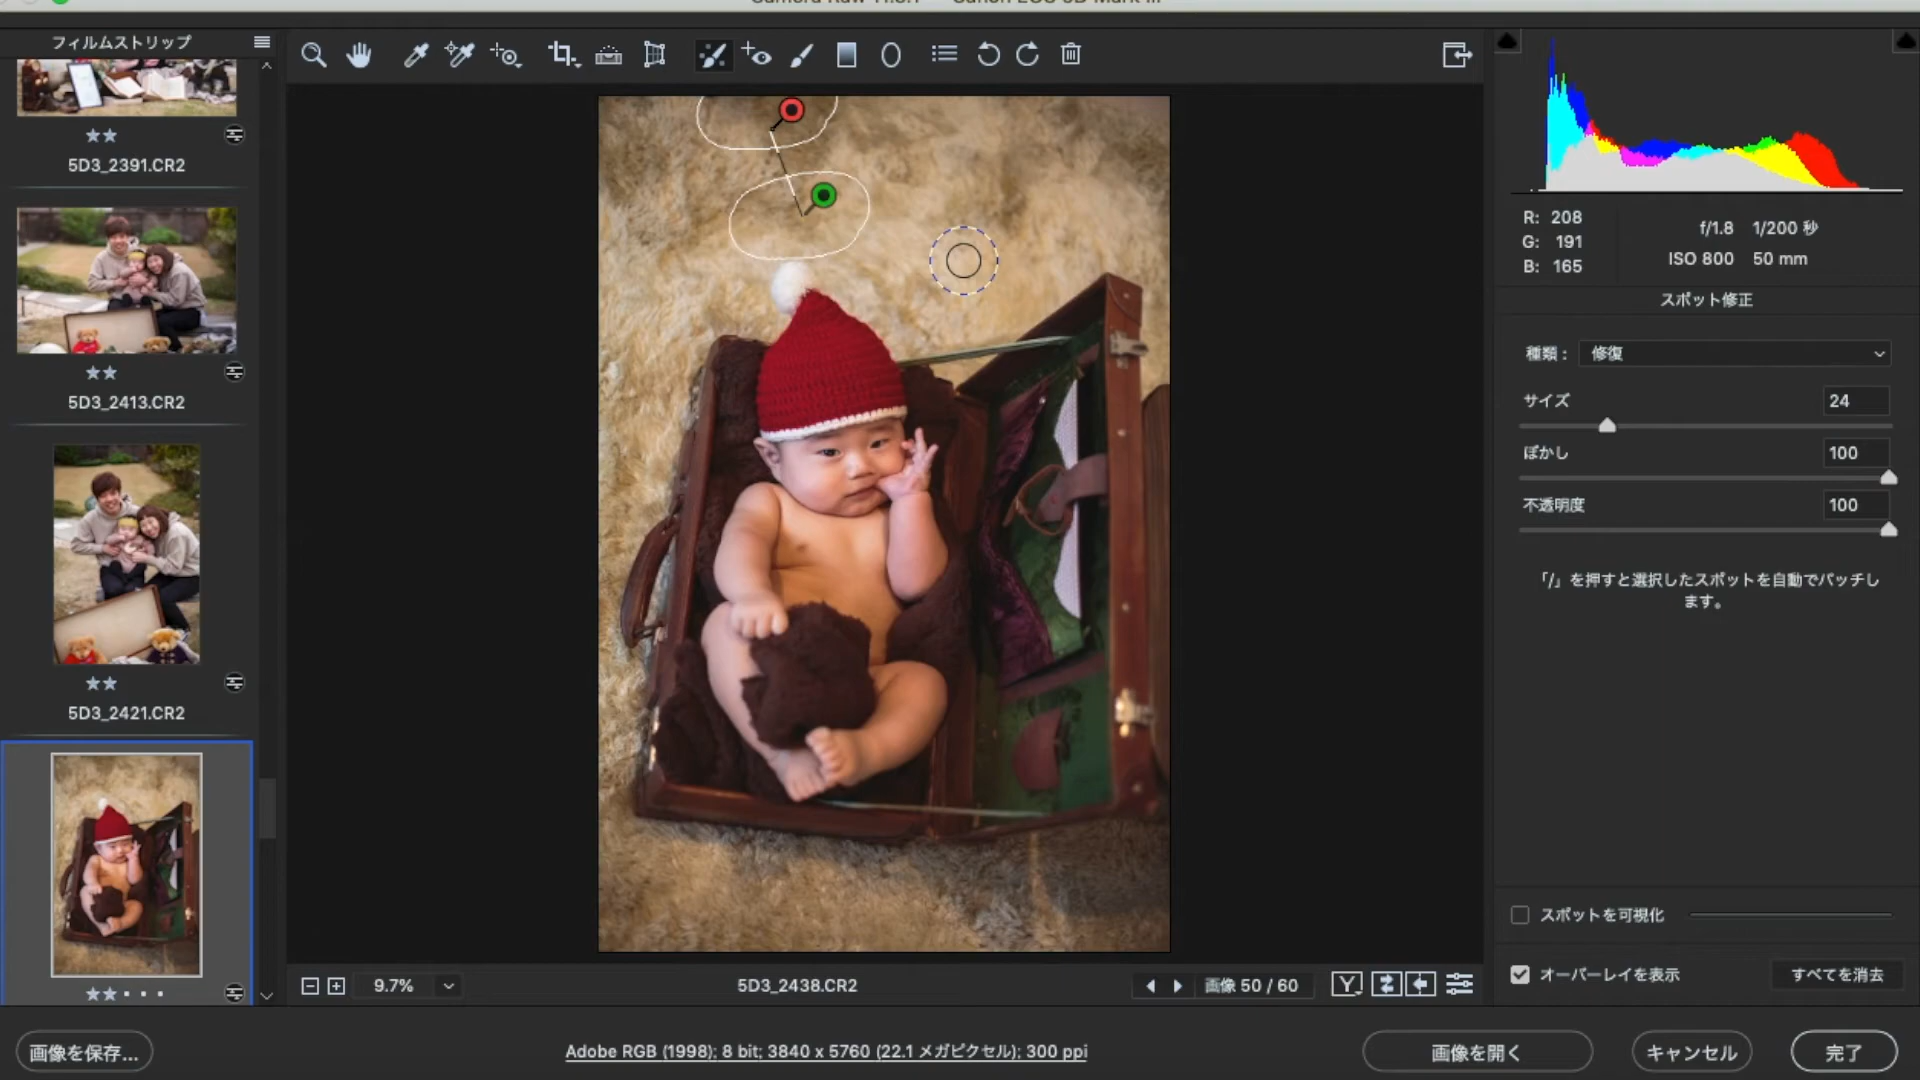 フィルムストリップ
5D3_2391.CR2
5D3_2413.CR2
5D3_2421.CR2
R: 208
G: 191
B: 165
f/1.8 1/200 秒
ISO 800 50 mm
スポット修正
種類: 修復
サイズ 24
ぼかし 100
不透明度 100
「/」を押すと選択したスポットを自動でパッチし
ます。
スポットを可視化
オーバーレイを表示
すべてを消去
9.7%
5D3_2438.CR2
画像 50 / 60
Y
画像を保存...
Adobe RGB (1998); 8 bit; 3840 x 5760 (22.1 メガピクセル); 300 ppi
画像を開く
キャンセル
完了